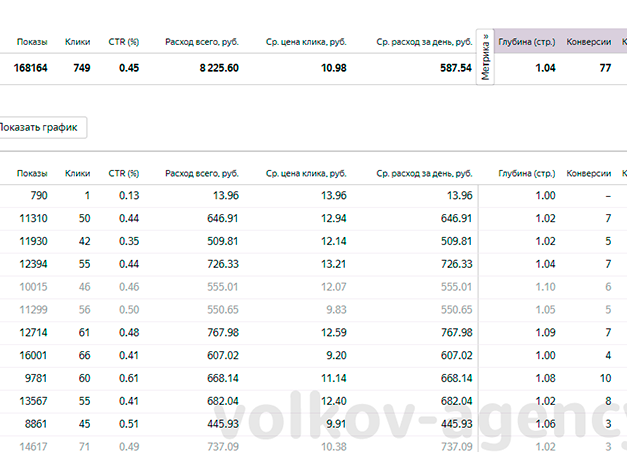 Показы Клики CTR (%) Расход всего, руб. Ср. цена клика, руб. Ср. расход за день, руб. Метрика » Глубина (стр.) Конверсии
168164 749 0.45 8 225.60 10.98 587.54 1.04 77
Показать график
Показы Клики CTR (%) Расход всего, руб. Ср. цена клика, руб. Ср. расход за день, руб. Глубина (стр.) Конверсии
790 1 0.13 13.96 13.96 13.96 1.00 –
11310 50 0.44 646.91 12.94 646.91 1.02 7
11930 42 0.35 509.81 12.14 509.81 1.02 5
12394 55 0.44 726.33 13.21 726.33 1.04 7
10015 46 0.46 555.01 12.07 555.01 1.10 6
11299 56 0.50 550.65 9.83 550.65 1.05 5
12714 61 0.48 767.98 12.59 767.98 1.09 7
16001 66 0.41 607.02 9.20 607.02 1.00 4
9781 60 0.61 668.14 11.14 668.14 1.08 10
13567 55 0.41 682.04 12.40 682.04 1.02 8
volkov-agency
8861 45 0.51 445.93 9.91 445.93 1.06 3
14617 71 0.49 737.09 10.38 737.09 1.02 3